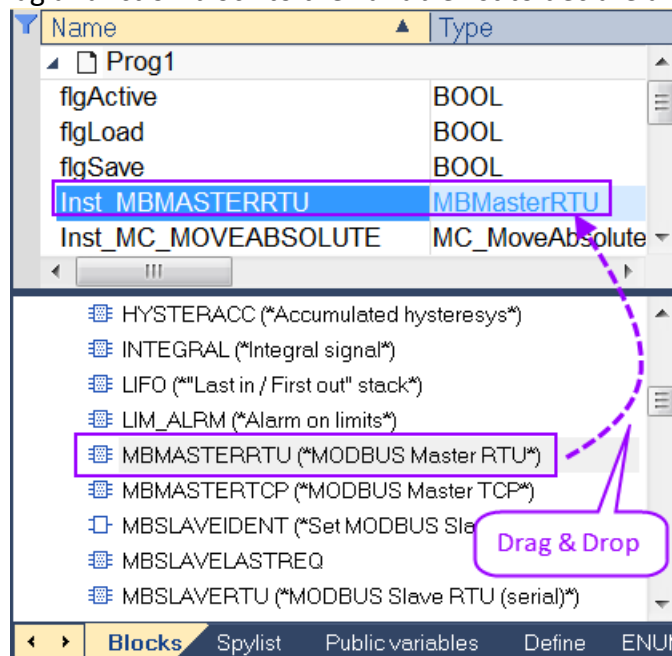 Name Type
Prog1
flgActive BOOL
flgLoad BOOL
flgSave BOOL
Inst_MBMASTERRTU MBMasterRTU
Inst_MC_MOVEABSOLUTE MC_MoveAbsolute
HYSTERACC (*Accumulated hysteresys*)
INTEGRAL (*Integral signal*)
LIFO (*"Last in / First out" stack*)
LIM_ALRM (*Alarm on limits*)
MBMASTERRTU (*MODBUS Master RTU*)
MBMASTERTCP (*MODBUS Master TCP*)
MBSLAVEIDENT (*Set MODBUS Sla
Drag & Drop
MBSLAVELASTREQ
MBSLAVERTU (*MODBUS Slave RTU (serial)*)
Blocks Spylist Public variables Define ENUM